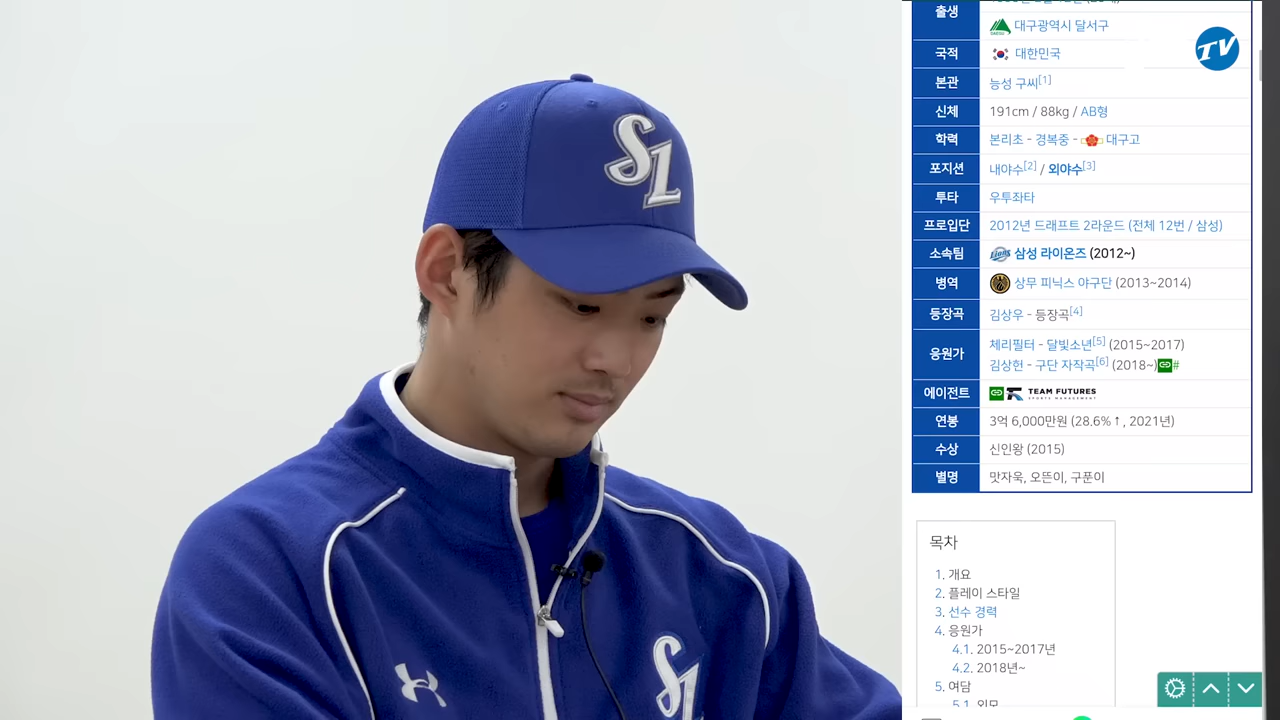 SL
SL
출생
대구광역시 달서구
TV
국적 대한민국
본관 능성 구씨[1]
신체 191cm / 88kg / AB형
학력 본리초 - 경복중 - 대구고
포지션 내야수[2] / 외야수[3]
투타 우투좌타
프로입단 2012년 드래프트 2라운드 (전체 12번 / 삼성)
소속팀 Lions 삼성 라이온즈 (2012~)
병역 상무 피닉스 야구단 (2013~2014)
등장곡 김상우 - 등장곡[4]
응원가 체리필터 - 달빛소년[5] (2015~2017)
김상헌 - 구단 자작곡[6] (2018~)#
에이전트 TEAM FUTURES
SPORTS MANAGEMENT
연봉 3억 6,000만원 (28.6%↑, 2021년)
수상 신인왕 (2015)
별명 맛자욱, 오뜬이, 구푼이
목차
1. 개요
2. 플레이 스타일
3. 선수 경력
4. 응원가
4.1. 2015~2017년
4.2. 2018년~
5. 여담
5.1. 외모